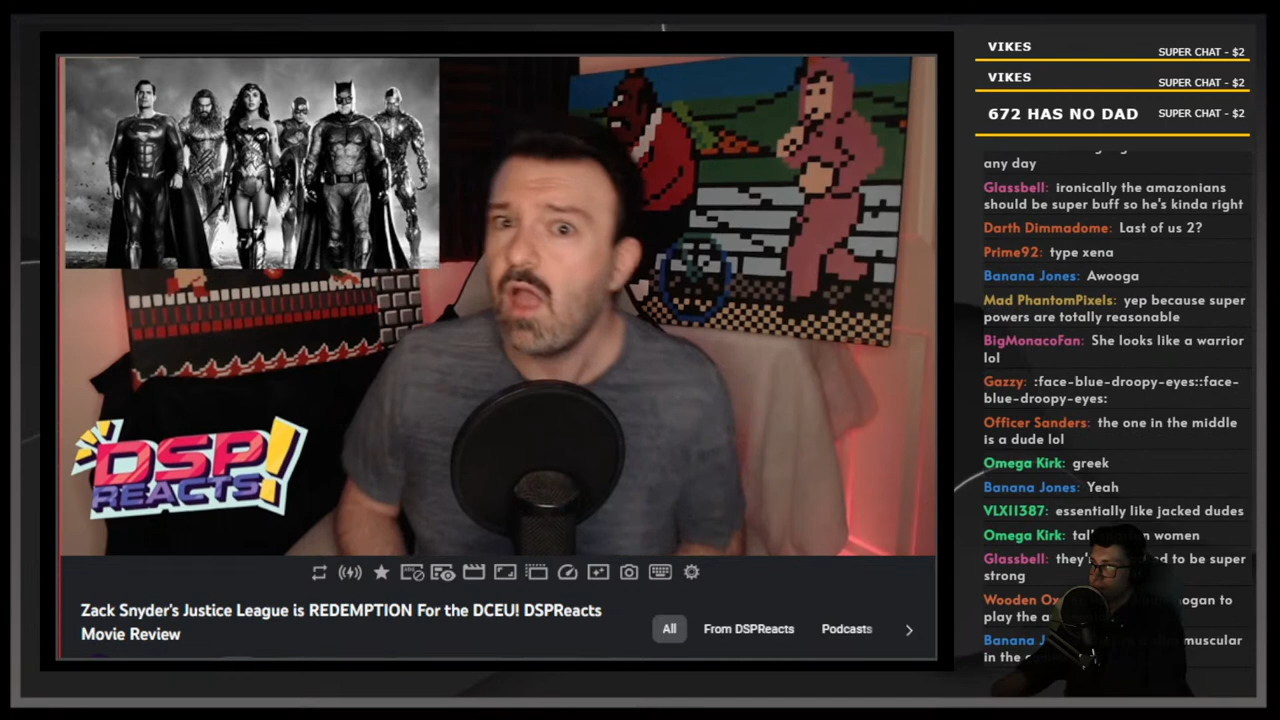 VIKES
SUPER CHAT - $2
VIKES
SUPER CHAT - $2
672 HAS NO DAD
SUPER CHAT - $2
any day
Glassbell: ironically the amazonians
should be super buff so he's kinda right
Darth Dimmadome: Last of us 2?
Prime92: type xena
Banana Jones: Awooga
Mad PhantomPixels: yep because super
powers are totally reasonable
BigMonacoFan: She looks like a warrior
lol
Gazzy: :face-blue-droopy-eyes::face-
blue-droopy-eyes:
Officer Sanders: the one in the middle
is a dude lol
Omega Kirk: greek
Banana Jones: Yeah
VLXII387: essentially like jacked dudes
Omega Kirk: women
Glassbell: to be super
strong
Wooden to
play the
Banana muscular
in the
DSP
REACTS!
Zack Snyder's Justice League is REDEMPTION For the DCEU! DSPReacts
Movie Review
All
From DSPReacts
Podcasts